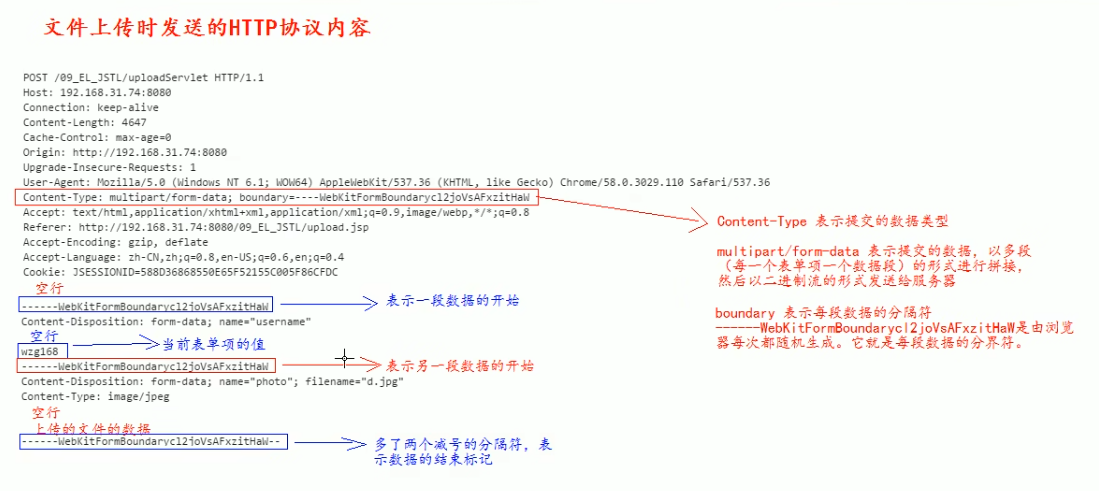 文件上传时发送的HTTP协议内容
POST /09_EL_JSTL/uploadServlet HTTP/1.1
Host: 192.168.31.74:8080
Connection: keep-alive
Content-Length: 4647
Cache-Control: max-age=0
Origin: http://192.168.31.74:8080
Upgrade-Insecure-Requests: 1
User-Agent: Mozilla/5.0 (Windows NT 6.1; WOW64) AppleWebKit/537.36 (KHTML, like Gecko) Chrome/58.0.3029.110 Safari/537.36
Content-Type: multipart/form-data; boundary=----WebKitFormBoundarycl2joVsAFxzitHaW
Accept: text/html,application/xhtml+xml,application/xml;q=0.9,image/webp,*/*;q=0.8
Referer: http://192.168.31.74:8080/09_EL_JSTL/upload.jsp
Accept-Encoding: gzip, deflate
Accept-Language: zh-CN,zh;q=0.8,en-US;q=0.6,en;q=0.4
Cookie: JSESSIONID=588D36868550E65F52155C005F86CFDC
空行
------WebKitFormBoundarycl2joVsAFxzitHaW
表示一段数据的开始
Content-Disposition: form-data; name="username"
空行
当前表单项的值
wzg168
------WebKitFormBoundarycl2joVsAFxzitHaW
表示另一段数据的开始
Content-Disposition: form-data; name="photo"; filename="d.jpg"
Content-Type: image/jpeg
空行
上传的文件的数据
------WebKitFormBoundarycl2joVsAFxzitHaW--
多了两个减号的分隔符，表
示数据的结束标记
Content-Type 表示提交的数据类型
multipart/form-data 表示提交的数据，以多段
（每一个表单项一个数据段）的形式进行拼接，
然后以二进制流的形式发送给服务器
boundary 表示每段数据的分隔符
------WebKitFormBoundarycl2joVsAFxzitHaW是由浏览
器每次都随机生成。它就是每段数据的分界符。